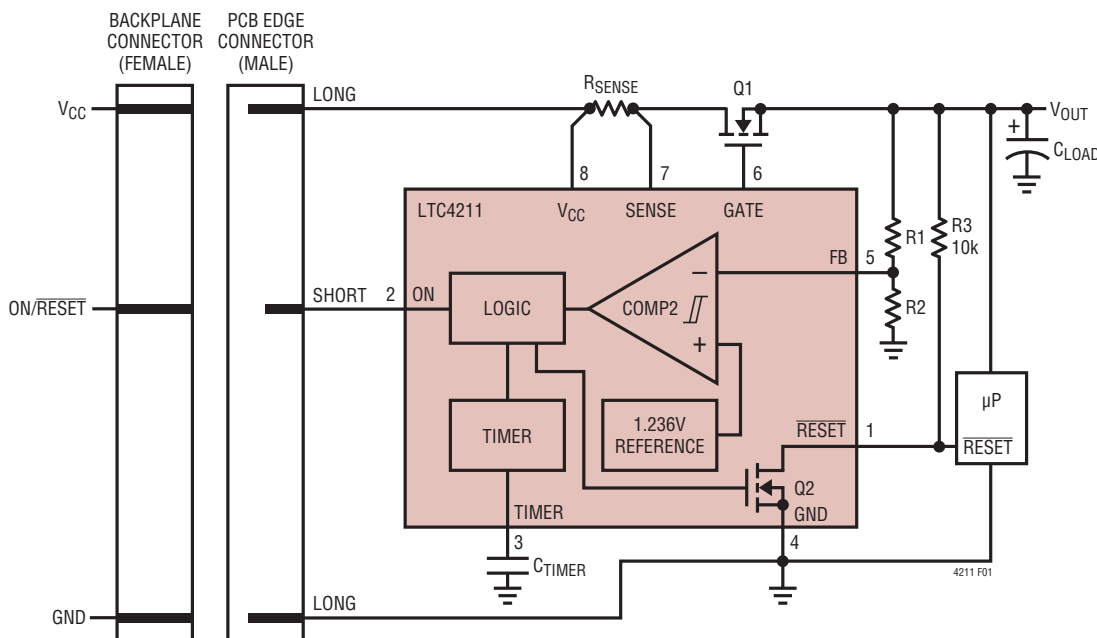 BACKPLANE
CONNECTOR
(FEMALE)
PCB EDGE
CONNECTOR
(MALE)
VCC
LONG
RSENSE
Q1
VOUT
+
CLOAD
8
7
6
LTC4211
VCC
SENSE
GATE
R1
R3
10k
FB
5
ON/RESET
SHORT
2
ON
LOGIC
COMP2
−
+
R2
TIMER
1.236V
REFERENCE
RESET
1
µP
RESET
Q2
TIMER
GND
3
4
CTIMER
4211 F01
GND
LONG